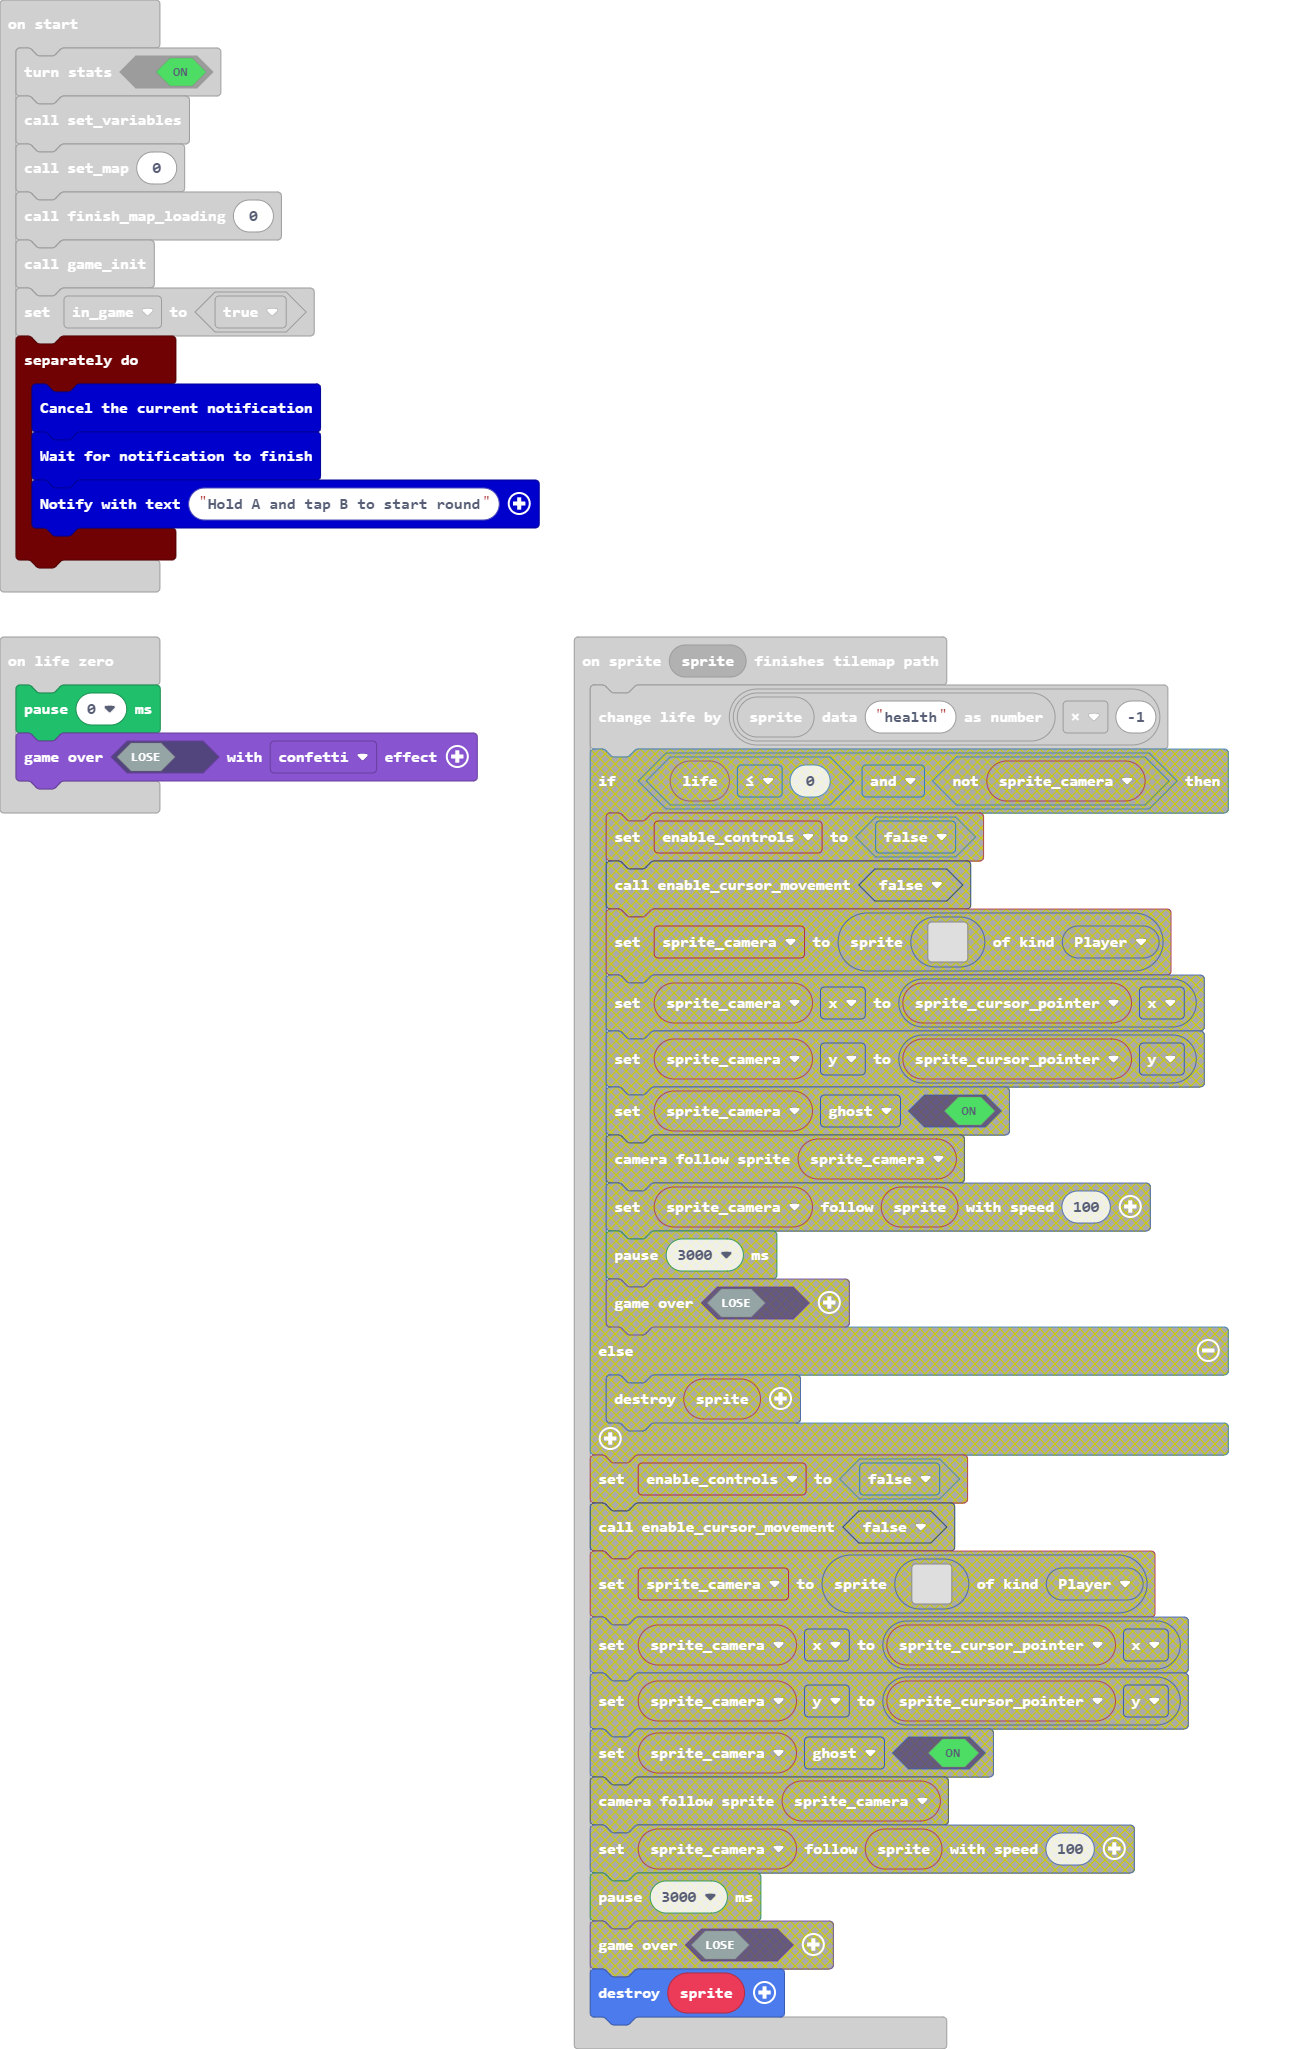 on start
turn stats ON
call set_variables
call set_map 0
call finish_map_loading 0
call game_init
set in_game to true
separately do
Cancel the current notification
Wait for notification to finish
Notify with text "Hold A and tap B to start round"
on life zero
pause 0 ms
game over LOSE with confetti effect
on sprite sprite finishes tilemap path
change life by sprite data "health" as number × -1
if life ≤ 0 and not sprite_camera then
set enable_controls to false
call enable_cursor_movement false
set sprite_camera to sprite of kind Player
set sprite_camera x to sprite_cursor_pointer x
set sprite_camera y to sprite_cursor_pointer y
set sprite_camera ghost ON
camera follow sprite sprite_camera
set sprite_camera follow sprite with speed 100
pause 3000 ms
game over LOSE
else
destroy sprite
set enable_controls to false
call enable_cursor_movement false
set sprite_camera to sprite of kind Player
set sprite_camera x to sprite_cursor_pointer x
set sprite_camera y to sprite_cursor_pointer y
set sprite_camera ghost ON
camera follow sprite sprite_camera
set sprite_camera follow sprite with speed 100
pause 3000 ms
game over LOSE
destroy sprite